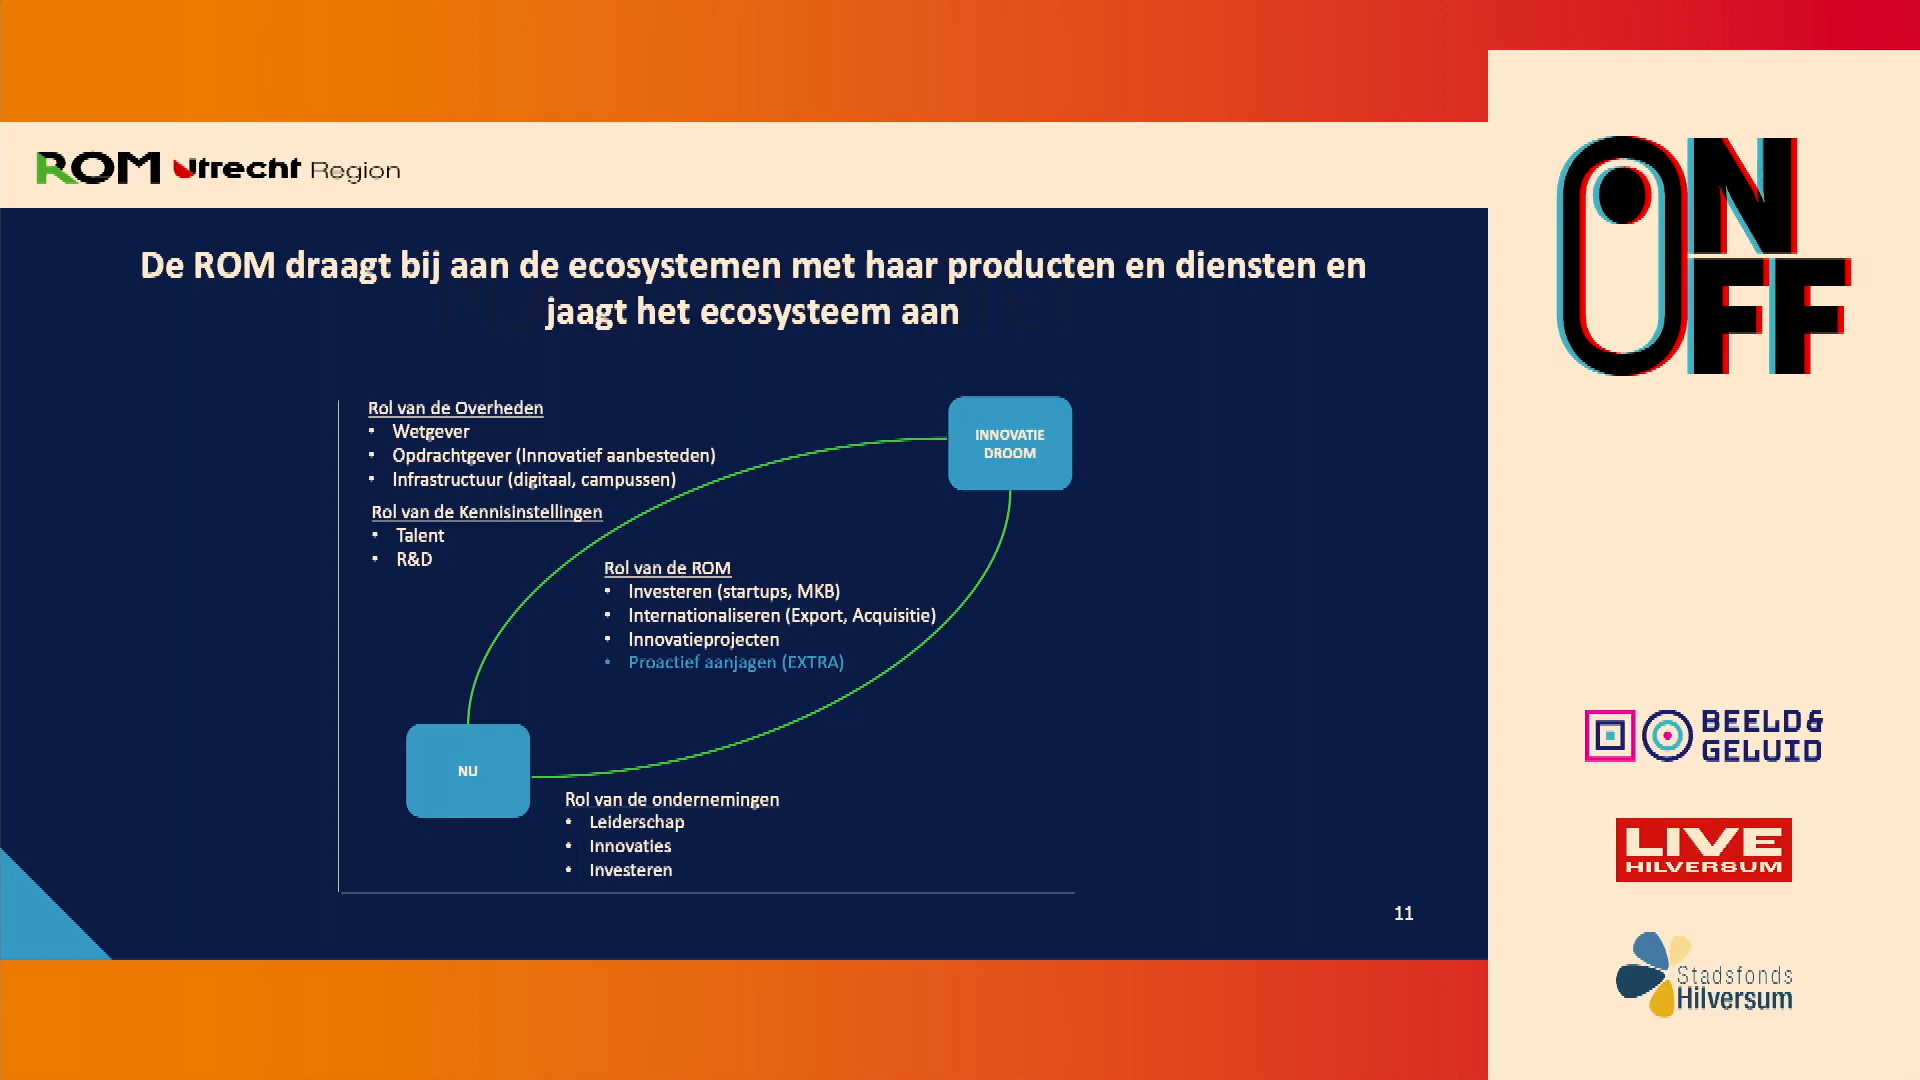 ROM Utrecht Region
De ROM draagt bij aan de ecosystemen met haar producten en diensten en
jaagt het ecosysteem aan
Rol van de Overheden
• Wetgever
• Opdrachtgever (Innovatief aanbesteden)
• Infrastructuur (digitaal, campussen)
Rol van de Kennisinstellingen
• Talent
• R&D
INNOVATIE
DROOM
Rol van de ROM
• Investeren (startups, MKB)
• Internationaliseren (Export, Acquisitie)
• Innovatieprojecten
• Proactief aanjagen (EXTRA)
NU
Rol van de ondernemingen
• Leiderschap
• Innovaties
• Investeren
11
ON
OFF
BEELD&
GELUID
LIVE
HILVERSUM
Stadsfonds
Hilversum